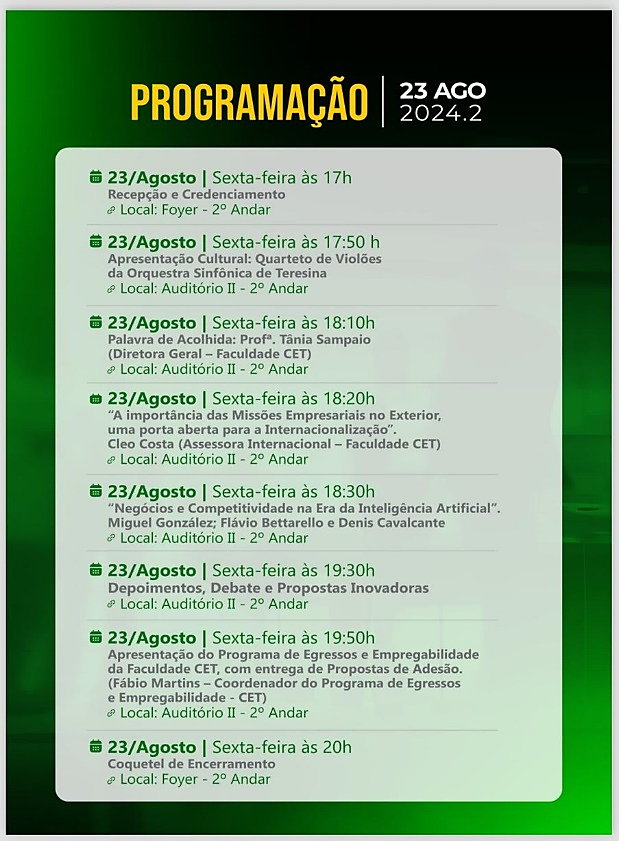 PROGRAMAÇÃO
23 AGO
2024.2
23/Agosto | Sexta-feira às 17h
Recepção e Credenciamento
Local: Foyer - 2º Andar
23/Agosto | Sexta-feira às 17:50 h
Apresentação Cultural: Quarteto de Violões
da Orquestra Sinfônica de Teresina
Local: Auditório II - 2º Andar
23/Agosto | Sexta-feira às 18:10h
Palavra de Acolhida: Profª. Tânia Sampaio
(Diretora Geral – Faculdade CET)
Local: Auditório II - 2º Andar
23/Agosto | Sexta-feira às 18:20h
“A importância das Missões Empresariais no Exterior,
uma porta aberta para a Internacionalização”.
Cleo Costa (Assessora Internacional – Faculdade CET)
Local: Auditório II - 2º Andar
23/Agosto | Sexta-feira às 18:30h
“Negócios e Competitividade na Era da Inteligência Artificial”.
Miguel González; Flávio Bettarello e Denis Cavalcante
Local: Auditório II - 2º Andar
23/Agosto | Sexta-feira às 19:30h
Depoimentos, Debate e Propostas Inovadoras
Local: Auditório II - 2º Andar
23/Agosto | Sexta-feira às 19:50h
Apresentação do Programa de Egressos e Empregabilidade
da Faculdade CET, com entrega de Propostas de Adesão.
(Fábio Martins – Coordenador do Programa de Egressos
e Empregabilidade - CET)
Local: Auditório II - 2º Andar
23/Agosto | Sexta-feira às 20h
Coquetel de Encerramento
Local: Foyer - 2º Andar